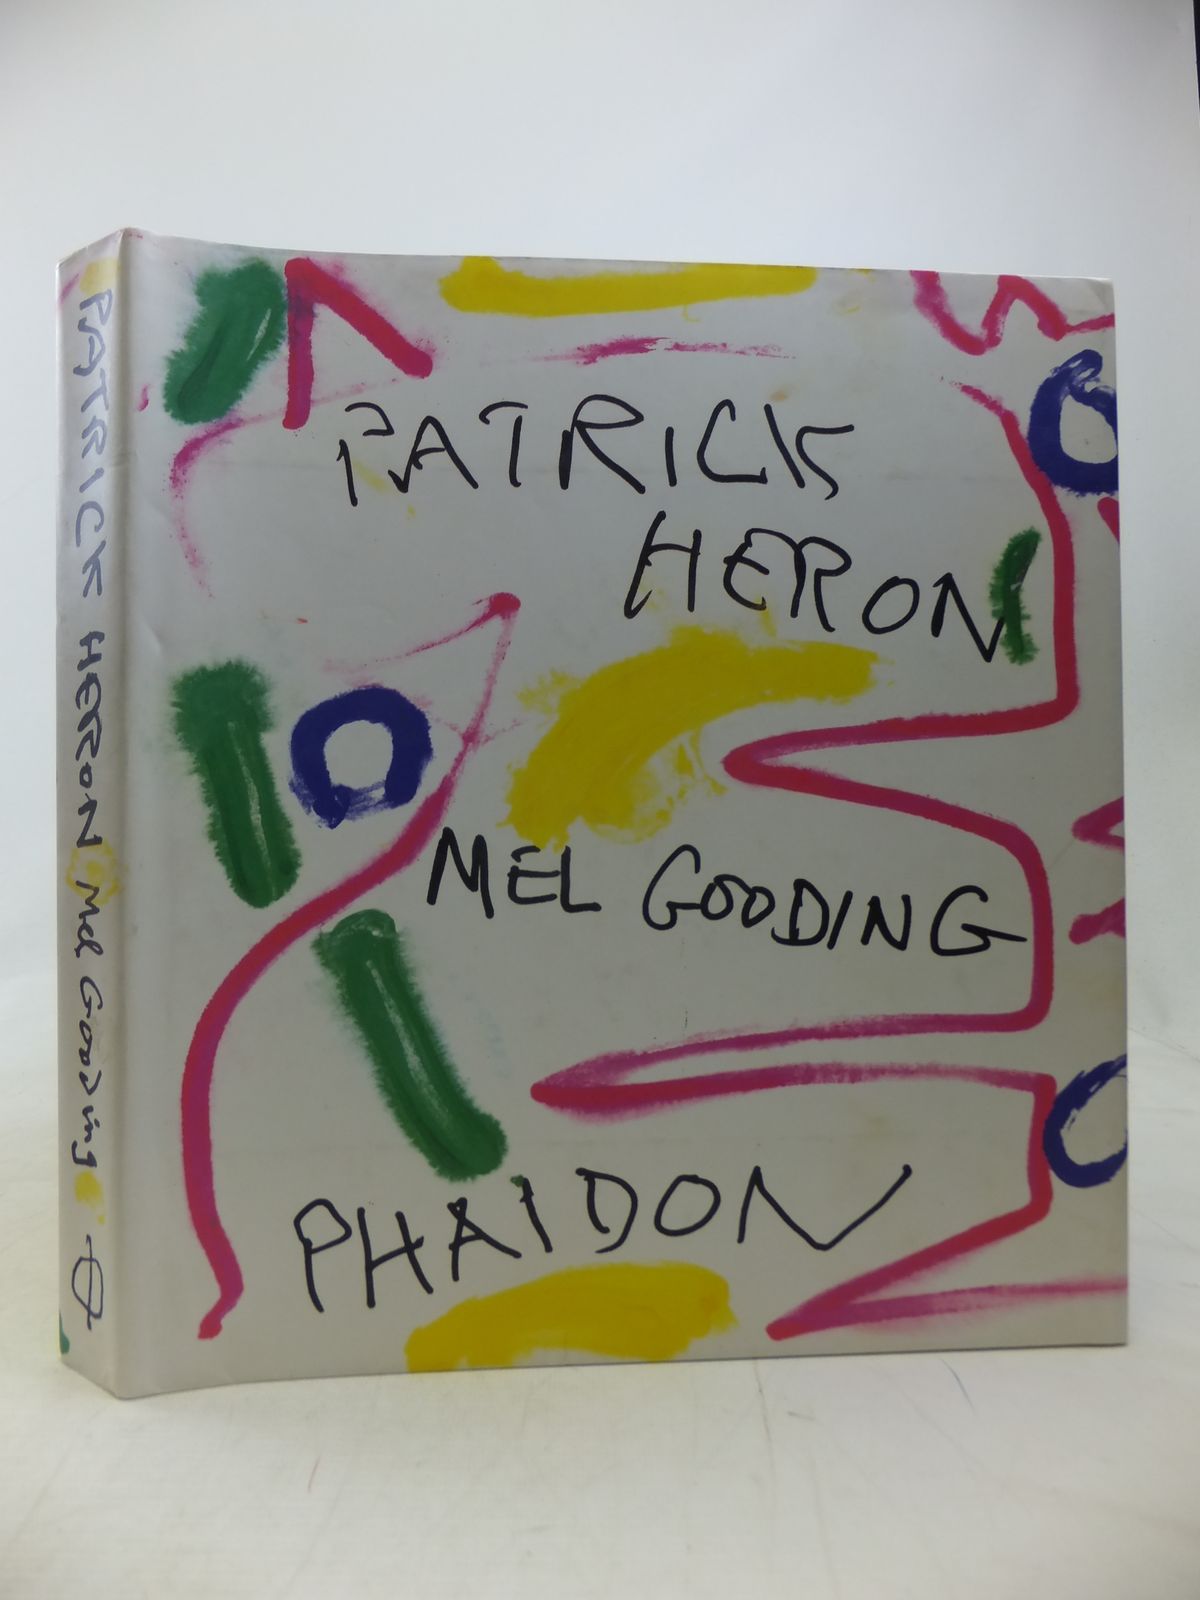 PATRICK
HERON
MEL GOODING
PHAIDON
PATRICK HERON Mel Gooding